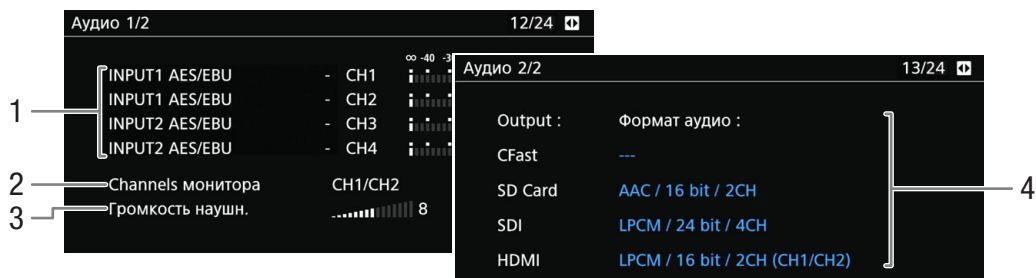 Аудио 1/2 12/24
∞ -40 -3
1
INPUT1 AES/EBU - CH1
INPUT1 AES/EBU - CH2
INPUT2 AES/EBU - CH3
INPUT2 AES/EBU - CH4
2 Channels монитора CH1/CH2
3 Громкость наушн. 8
Аудио 2/2 13/24
Output : Формат аудио :
CFast ---
SD Card AAC / 16 bit / 2CH
SDI LPCM / 24 bit / 4CH
HDMI LPCM / 16 bit / 2CH (CH1/CH2)
4